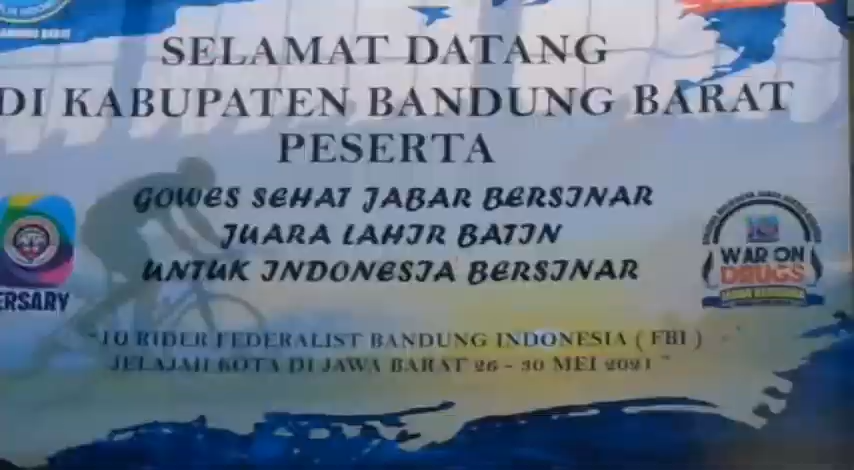 SELAMAT DATANG
DI KABUPATEN BANDUNG BARAT
PESERTA
GOWES SEHAT JABAR BERSINAR
JUARA LAHIR BATIN
UNTUK INDONESIA BERSINAR
ERSARY
WAR ON
DRUGS
"10 RIDER FEDERALIST BANDUNG INDONESIA ( FBI )
JELAJAH KOTA DI JAWA BARAT 26 - 30 MEI 2021 "